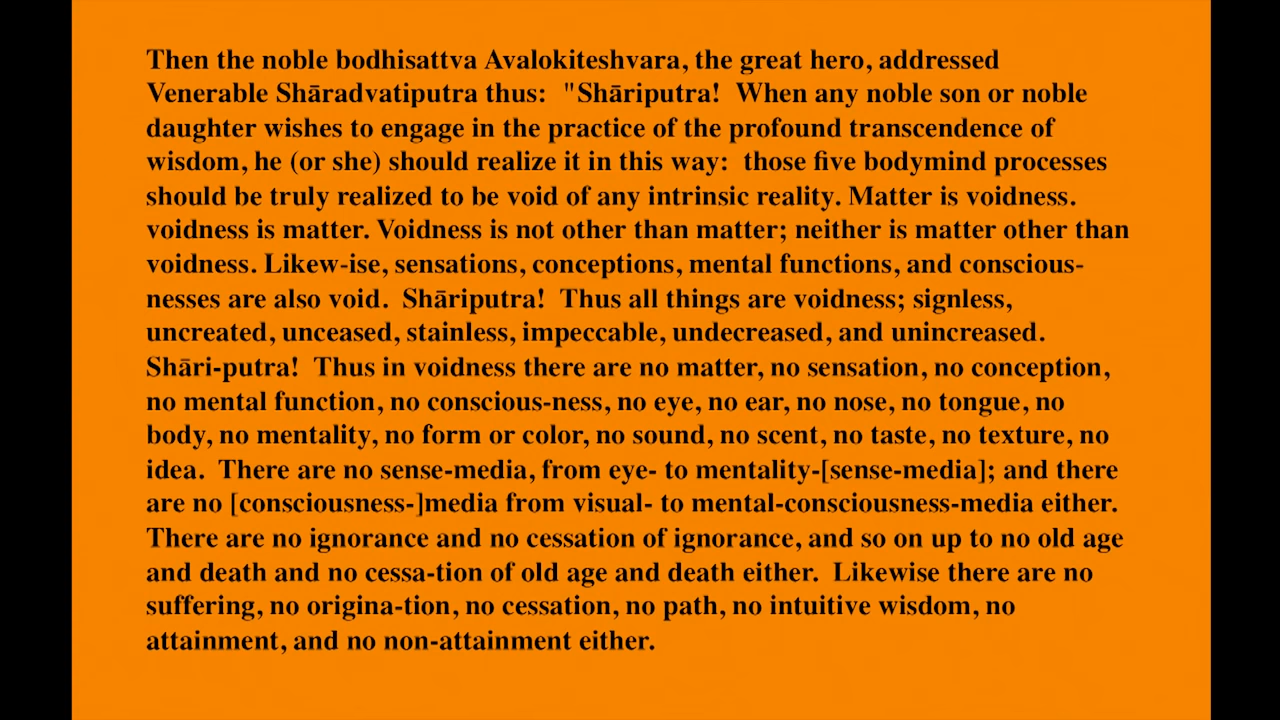 Then the noble bodhisattva Avalokiteshvara, the great hero, addressed
Venerable Shāradvatiputra thus:  "Shāriputra!  When any noble son or noble
daughter wishes to engage in the practice of the profound transcendence of
wisdom, he (or she) should realize it in this way:  those five bodymind processes
should be truly realized to be void of any intrinsic reality. Matter is voidness.
voidness is matter. Voidness is not other than matter; neither is matter other than
voidness. Likew-ise, sensations, conceptions, mental functions, and conscious-
nesses are also void.  Shāriputra!  Thus all things are voidness; signless,
uncreated, unceased, stainless, impeccable, undecreased, and unincreased.
Shāri-putra!  Thus in voidness there are no matter, no sensation, no conception,
no mental function, no conscious-ness, no eye, no ear, no nose, no tongue, no
body, no mentality, no form or color, no sound, no scent, no taste, no texture, no
idea.  There are no sense-media, from eye- to mentality-[sense-media]; and there
are no [consciousness-]media from visual- to mental-consciousness-media either.
There are no ignorance and no cessation of ignorance, and so on up to no old age
and death and no cessa-tion of old age and death either.  Likewise there are no
suffering, no origina-tion, no cessation, no path, no intuitive wisdom, no
attainment, and no non-attainment either.